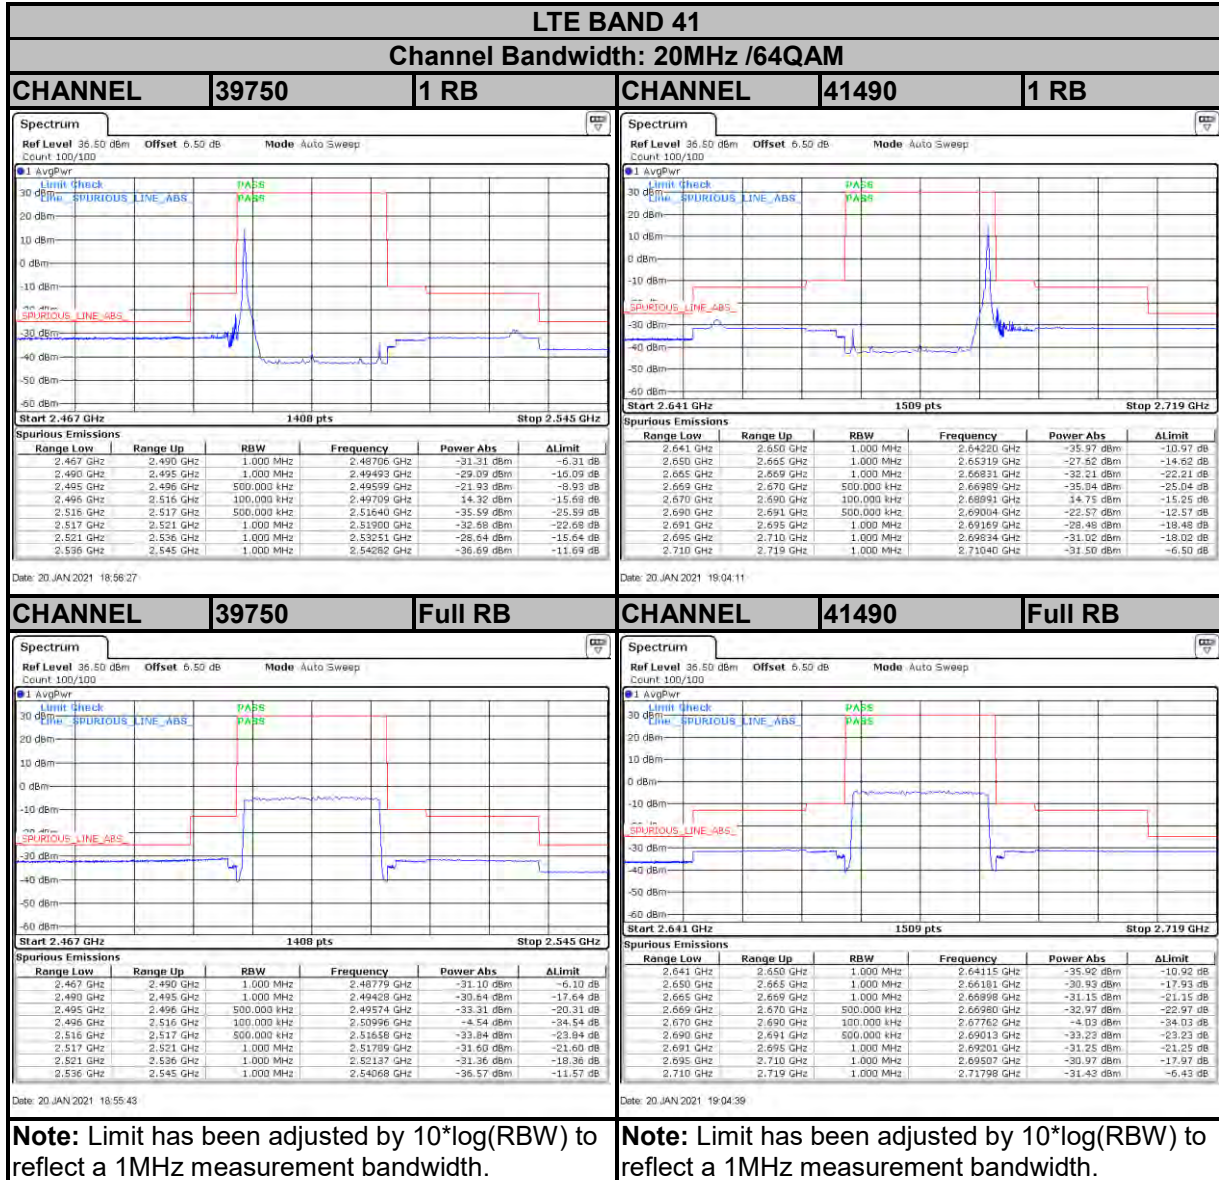 LTE BAND 41
Channel Bandwidth: 20MHz /64QAM
CHANNEL 39750 1 RB
Spectrum
Ref Level 36.50 dBm Offset 6.50 dB Mode Auto Sweep
Count 100/100
1 AvgPwr
Limit Check PASS
30 dBm
Line _SPURIOUS_LINE_ABS_ PASS
20 dBm
10 dBm
0 dBm
-10 dBm
-20 dBm
_SPURIOUS_LINE_ABS_
-30 dBm
-40 dBm
-50 dBm
-60 dBm
Start 2.467 GHz 1408 pts Stop 2.545 GHz
Spurious Emissions
Range Low Range Up RBW Frequency Power Abs ΔLimit
2.467 GHz 2.490 GHz 1.000 MHz 2.48706 GHz -31.31 dBm -6.31 dB
2.490 GHz 2.495 GHz 1.000 MHz 2.49493 GHz -29.09 dBm -16.09 dB
2.495 GHz 2.496 GHz 500.000 kHz 2.49599 GHz -21.93 dBm -8.93 dB
2.496 GHz 2.516 GHz 100.000 kHz 2.49709 GHz 14.32 dBm -15.68 dB
2.516 GHz 2.517 GHz 500.000 kHz 2.51640 GHz -35.59 dBm -25.59 dB
2.517 GHz 2.521 GHz 1.000 MHz 2.51900 GHz -32.68 dBm -22.68 dB
2.521 GHz 2.536 GHz 1.000 MHz 2.53251 GHz -28.64 dBm -15.64 dB
2.536 GHz 2.545 GHz 1.000 MHz 2.54282 GHz -36.69 dBm -11.69 dB
Date: 20.JAN.2021 18:56:27
CHANNEL 41490 1 RB
Spectrum
Ref Level 36.50 dBm Offset 6.50 dB Mode Auto Sweep
Count 100/100
1 AvgPwr
Limit Check PASS
30 dBm
Line _SPURIOUS_LINE_ABS_ PASS
20 dBm
10 dBm
0 dBm
-10 dBm
_SPURIOUS_LINE_ABS_
-30 dBm
-40 dBm
-50 dBm
-60 dBm
Start 2.641 GHz 1509 pts Stop 2.719 GHz
Spurious Emissions
Range Low Range Up RBW Frequency Power Abs ΔLimit
2.641 GHz 2.650 GHz 1.000 MHz 2.64220 GHz -35.97 dBm -10.97 dB
2.650 GHz 2.665 GHz 1.000 MHz 2.65319 GHz -27.62 dBm -14.62 dB
2.665 GHz 2.669 GHz 1.000 MHz 2.66831 GHz -32.21 dBm -22.21 dB
2.669 GHz 2.670 GHz 500.000 kHz 2.66989 GHz -35.04 dBm -25.04 dB
2.670 GHz 2.690 GHz 100.000 kHz 2.68891 GHz 14.75 dBm -15.25 dB
2.690 GHz 2.691 GHz 500.000 kHz 2.69004 GHz -22.57 dBm -12.57 dB
2.691 GHz 2.695 GHz 1.000 MHz 2.69169 GHz -28.48 dBm -18.48 dB
2.695 GHz 2.710 GHz 1.000 MHz 2.69834 GHz -31.02 dBm -18.02 dB
2.710 GHz 2.719 GHz 1.000 MHz 2.71040 GHz -31.50 dBm -6.50 dB
Date: 20.JAN.2021 19:04:11
CHANNEL 39750 Full RB
Spectrum
Ref Level 36.50 dBm Offset 6.50 dB Mode Auto Sweep
Count 100/100
1 AvgPwr
Limit Check PASS
30 dBm
Line _SPURIOUS_LINE_ABS_ PASS
20 dBm
10 dBm
0 dBm
-10 dBm
-20 dBm
_SPURIOUS_LINE_ABS_
-30 dBm
-40 dBm
-50 dBm
-60 dBm
Start 2.467 GHz 1408 pts Stop 2.545 GHz
Spurious Emissions
Range Low Range Up RBW Frequency Power Abs ΔLimit
2.467 GHz 2.490 GHz 1.000 MHz 2.48779 GHz -31.10 dBm -6.10 dB
2.490 GHz 2.495 GHz 1.000 MHz 2.49428 GHz -30.64 dBm -17.64 dB
2.495 GHz 2.496 GHz 500.000 kHz 2.49574 GHz -33.31 dBm -20.31 dB
2.496 GHz 2.516 GHz 100.000 kHz 2.50996 GHz -4.54 dBm -34.54 dB
2.516 GHz 2.517 GHz 500.000 kHz 2.51658 GHz -33.84 dBm -23.84 dB
2.517 GHz 2.521 GHz 1.000 MHz 2.51789 GHz -31.60 dBm -21.60 dB
2.521 GHz 2.536 GHz 1.000 MHz 2.52137 GHz -31.36 dBm -18.36 dB
2.536 GHz 2.545 GHz 1.000 MHz 2.54068 GHz -36.57 dBm -11.57 dB
Date: 20.JAN.2021 18:55:43
CHANNEL 41490 Full RB
Spectrum
Ref Level 36.50 dBm Offset 6.50 dB Mode Auto Sweep
Count 100/100
1 AvgPwr
Limit Check PASS
30 dBm
Line _SPURIOUS_LINE_ABS_ PASS
20 dBm
10 dBm
0 dBm
-10 dBm
_SPURIOUS_LINE_ABS_
-30 dBm
-40 dBm
-50 dBm
-60 dBm
Start 2.641 GHz 1509 pts Stop 2.719 GHz
Spurious Emissions
Range Low Range Up RBW Frequency Power Abs ΔLimit
2.641 GHz 2.650 GHz 1.000 MHz 2.64115 GHz -35.92 dBm -10.92 dB
2.650 GHz 2.665 GHz 1.000 MHz 2.66181 GHz -30.93 dBm -17.93 dB
2.665 GHz 2.669 GHz 1.000 MHz 2.66898 GHz -31.15 dBm -21.15 dB
2.669 GHz 2.670 GHz 500.000 kHz 2.66980 GHz -32.97 dBm -22.97 dB
2.670 GHz 2.690 GHz 100.000 kHz 2.67762 GHz -4.03 dBm -34.03 dB
2.690 GHz 2.691 GHz 500.000 kHz 2.69013 GHz -33.23 dBm -23.23 dB
2.691 GHz 2.695 GHz 1.000 MHz 2.69201 GHz -31.25 dBm -21.25 dB
2.695 GHz 2.710 GHz 1.000 MHz 2.69507 GHz -30.97 dBm -17.97 dB
2.710 GHz 2.719 GHz 1.000 MHz 2.71798 GHz -31.43 dBm -6.43 dB
Date: 20.JAN.2021 19:04:39
Note: Limit has been adjusted by 10*log(RBW) to
reflect a 1MHz measurement bandwidth.
Note: Limit has been adjusted by 10*log(RBW) to
reflect a 1MHz measurement bandwidth.